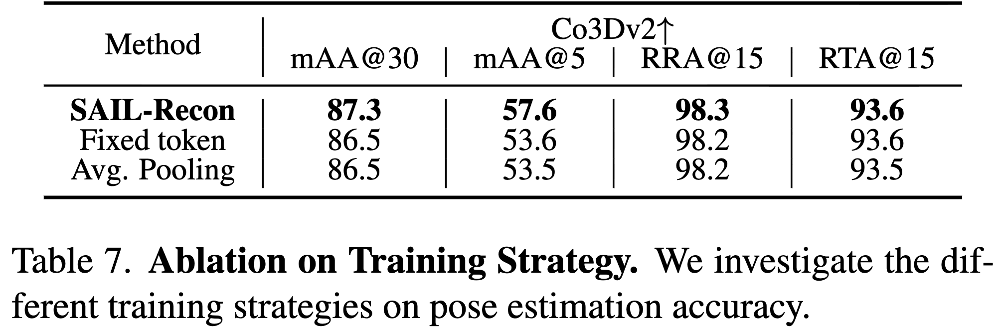 Method | Co3Dv2↑
mAA@30 | mAA@5 | RRA@15 | RTA@15
SAIL-Recon | 87.3 | 57.6 | 98.3 | 93.6
Fixed token | 86.5 | 53.6 | 98.2 | 93.6
Avg. Pooling | 86.5 | 53.5 | 98.2 | 93.5
Table 7. Ablation on Training Strategy. We investigate the dif-
ferent training strategies on pose estimation accuracy.